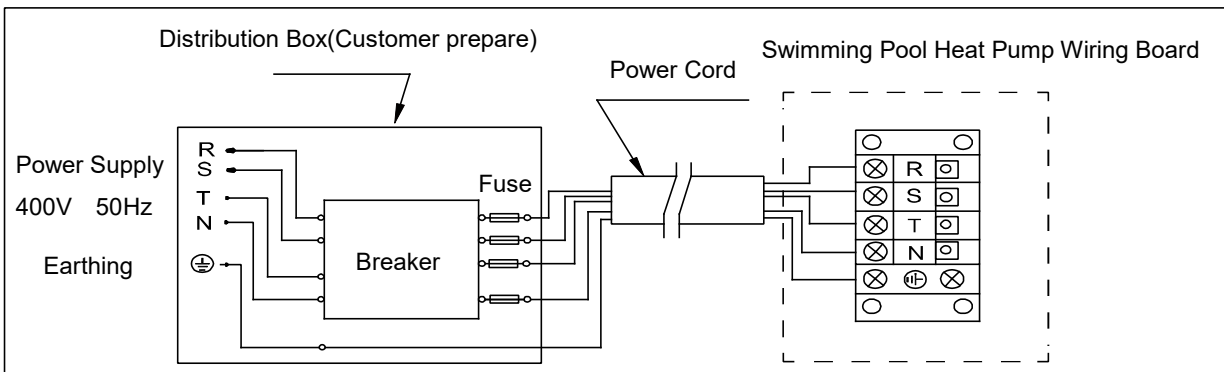 Distribution Box(Customer prepare)
Power Cord
Swimming Pool Heat Pump Wiring Board
Power Supply
400V 50Hz
Earthing
R
S
T
N
Fuse
Breaker
R
S
T
N